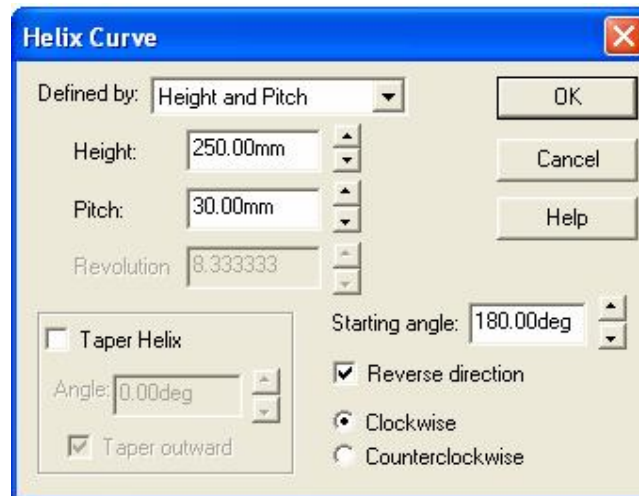 Helix Curve
Defined by: Height and Pitch
OK
Height: 250.00mm
Cancel
Pitch: 30.00mm
Help
Revolution 8.333333
Starting angle: 180.00deg
Taper Helix
Reverse direction
Angle: 0.00deg
Clockwise
Taper outward
Counterclockwise